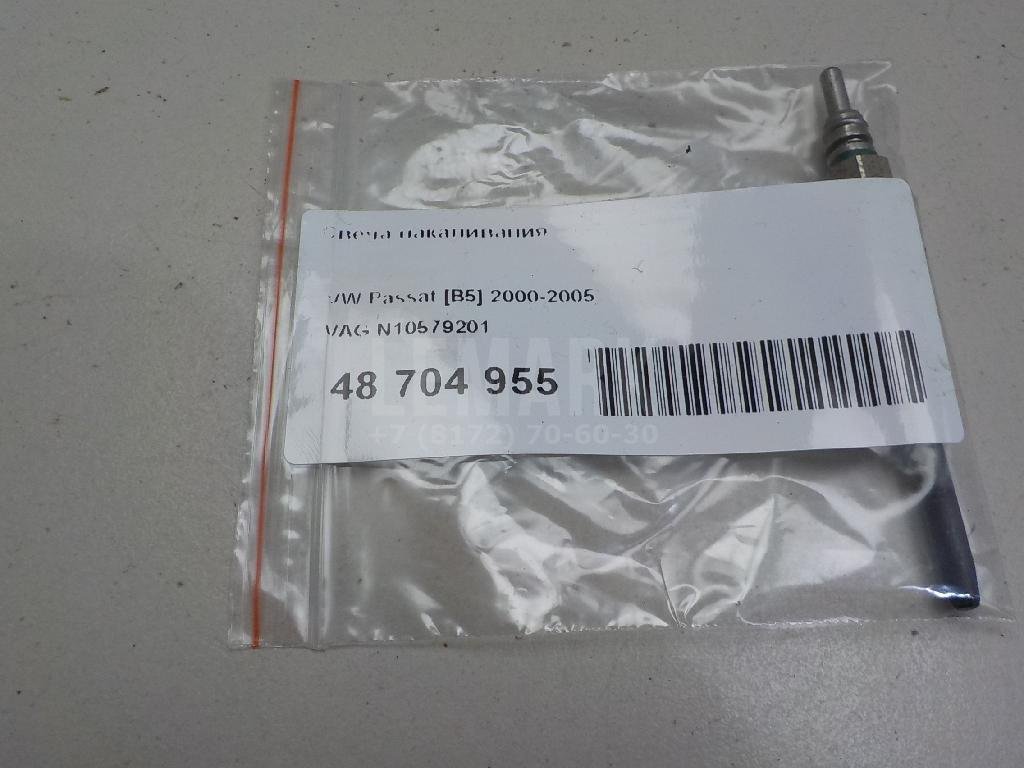 Свеча накаливания
VW Passat [B5] 2000-2005
VAG N10579201
48 704 955
+7 (8172) 70-60-30